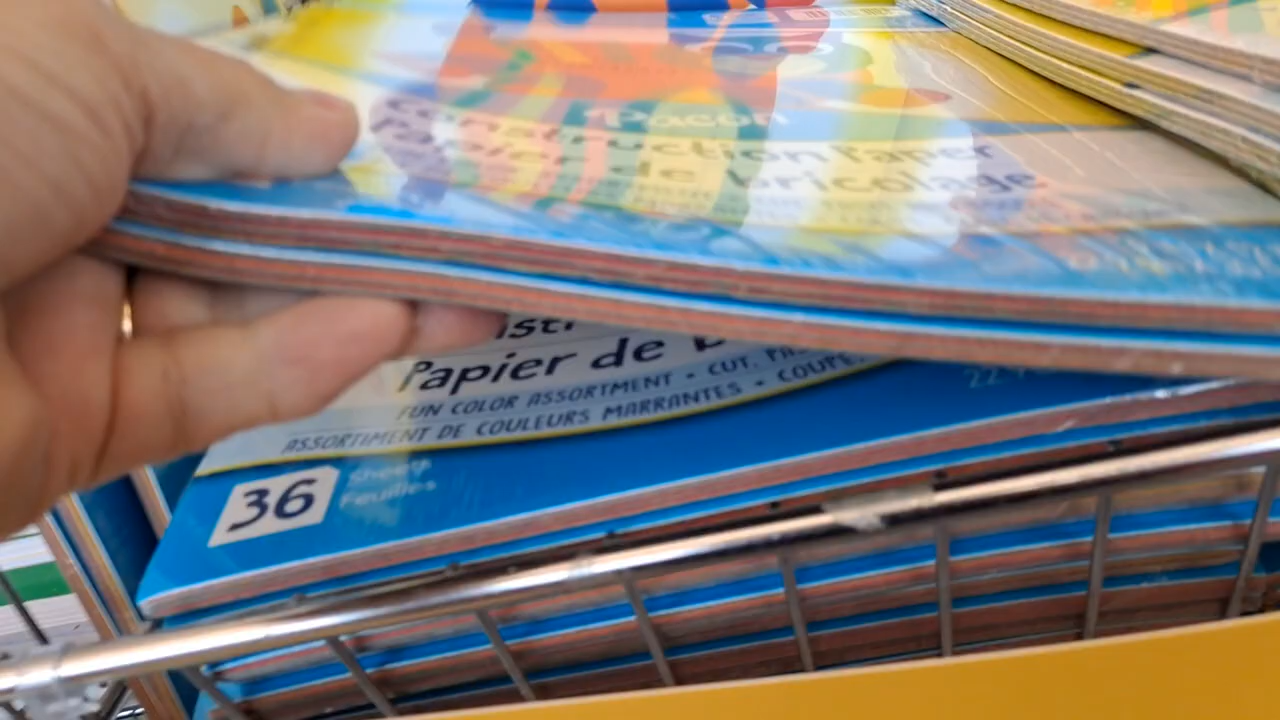 Pacon
Construction Paper
Papier de bricolage
Papier de
FUN COLOR ASSORTMENT • CUT, PA
ASSORTIMENT DE COULEURS MARRANTES • COUPE
36 Sheets
Feuilles